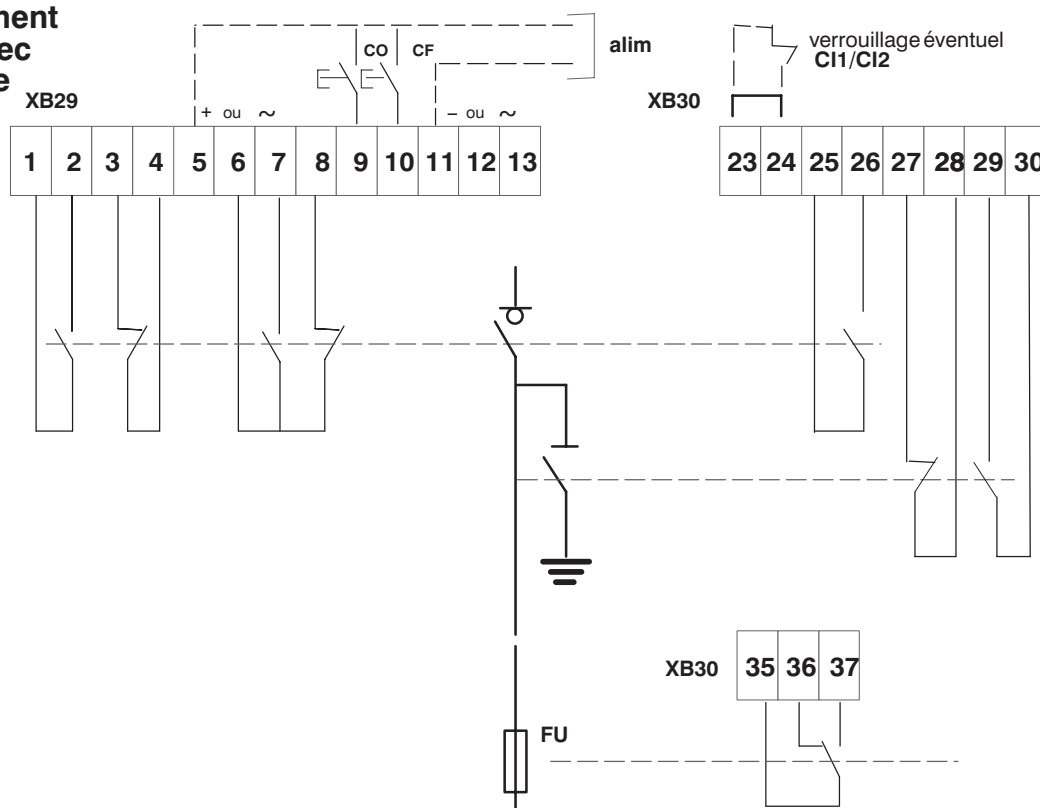 nent
ec
e
XB29
CO CF
alim
verrouillage éventuel
CI1/CI2
XB30
+ ou ~
– ou ~
1 2 3 4 5 6 7 8 9 10 11 12 13
23 24 25 26 27 28 29 30
XB30
35 36 37
FU